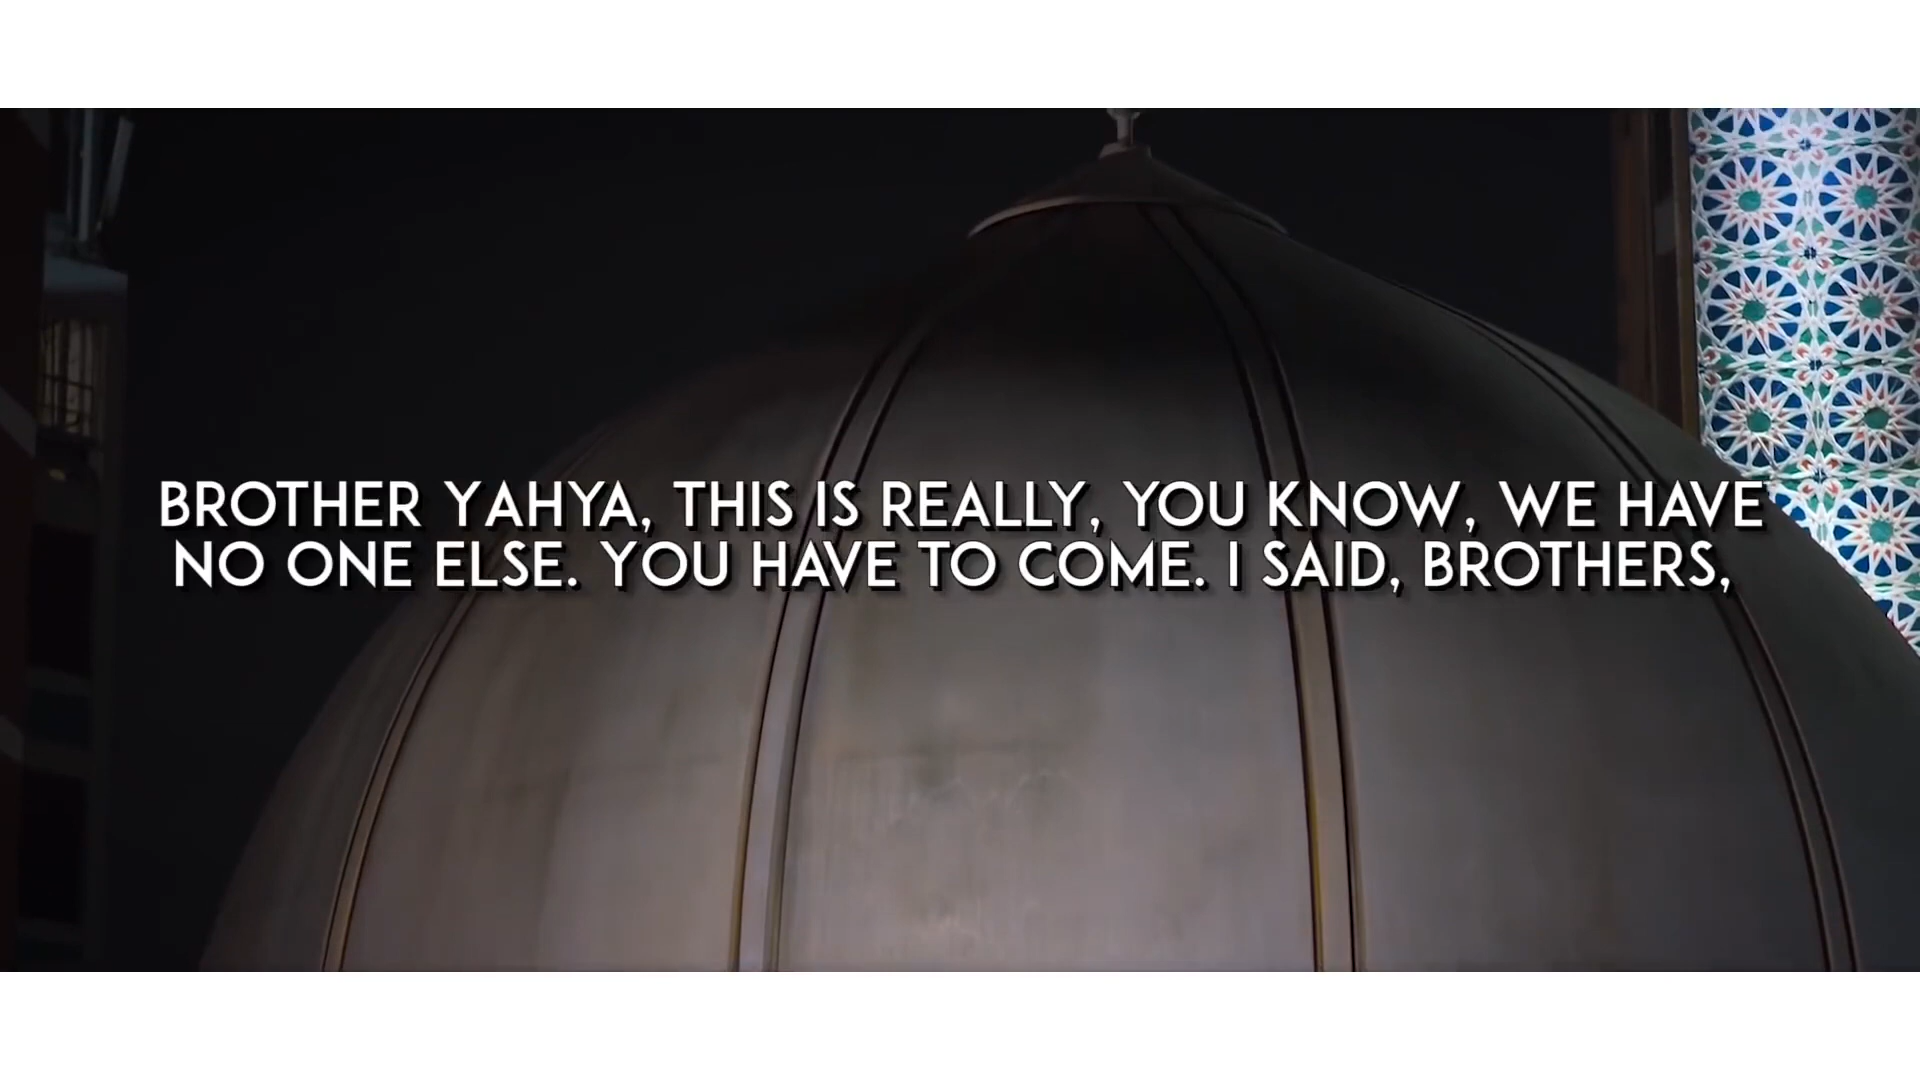 BROTHER YAHYA, THIS IS REALLY, YOU KNOW, WE HAVE
NO ONE ELSE. YOU HAVE TO COME. I SAID, BROTHERS,